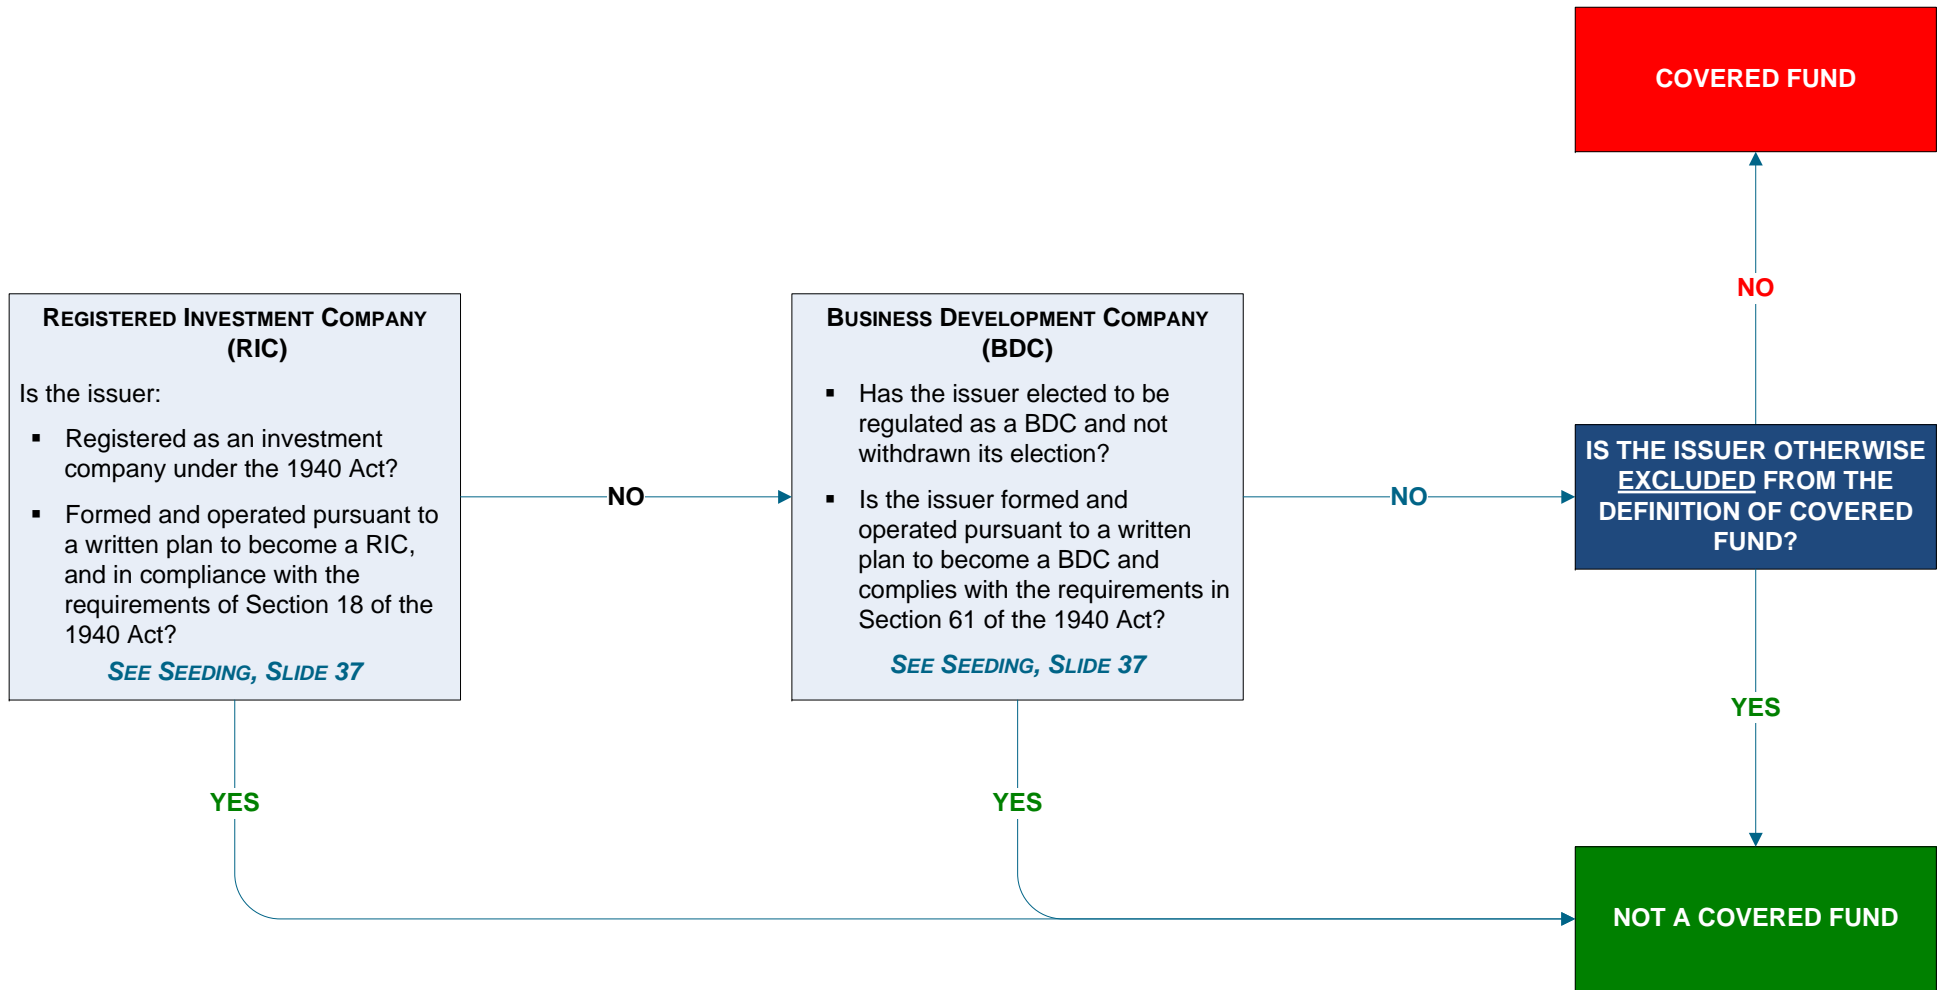 COVERED FUND
NO
REGISTERED INVESTMENT COMPANY
(RIC)
Is the issuer:
▪ Registered as an investment
company under the 1940 Act?
▪ Formed and operated pursuant to
a written plan to become a RIC,
and in compliance with the
requirements of Section 18 of the
1940 Act?
SEE SEEDING, SLIDE 37
NO
BUSINESS DEVELOPMENT COMPANY
(BDC)
▪ Has the issuer elected to be
regulated as a BDC and not
withdrawn its election?
▪ Is the issuer formed and
operated pursuant to a written
plan to become a BDC and
complies with the requirements in
Section 61 of the 1940 Act?
SEE SEEDING, SLIDE 37
NO
IS THE ISSUER OTHERWISE
EXCLUDED FROM THE
DEFINITION OF COVERED
FUND?
YES
YES
YES
NOT A COVERED FUND